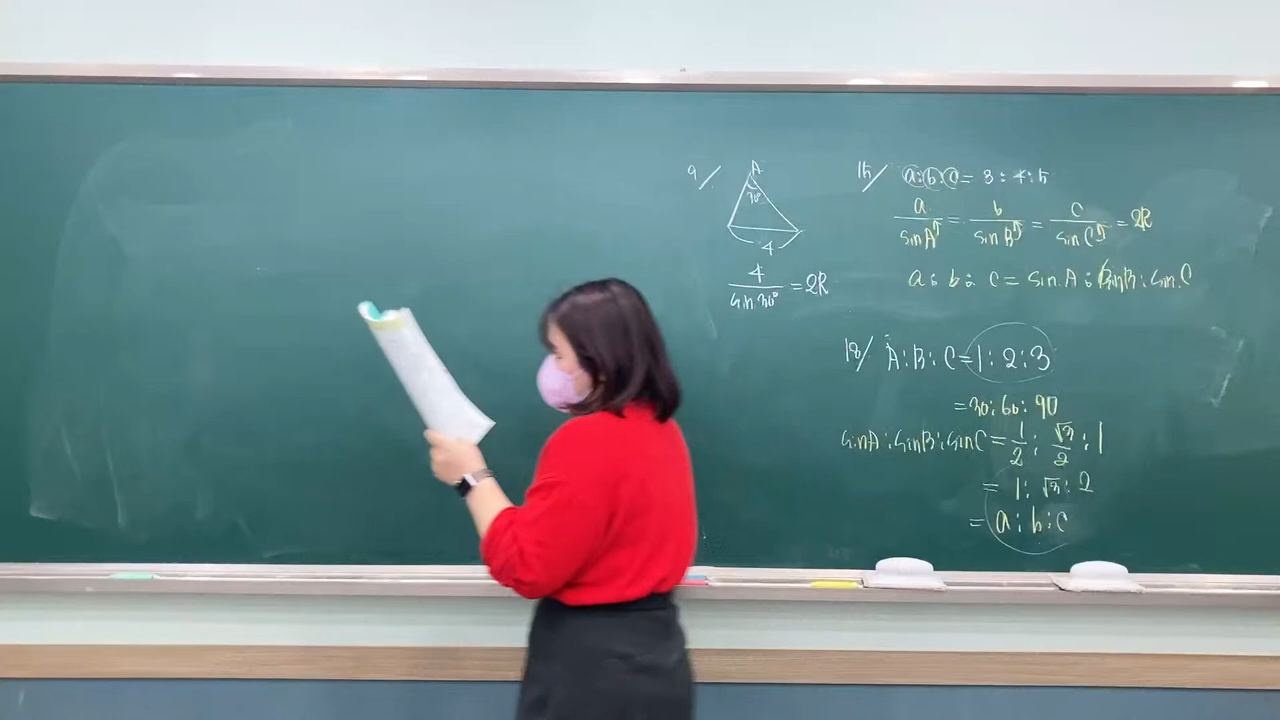 9/
A
30°
4
4/sin30° = 2R
15/ a:b:c = 3:4:5
a/sinA = b/sinB = c/sinC = 2R
a:b:c = sinA:sinB:sinC
18/ A:B:C = 1:2:3
= 30:60:90
sinA:sinB:sinC = 1/2 : √3/2 : 1
= 1:√3:2
= a:b:c